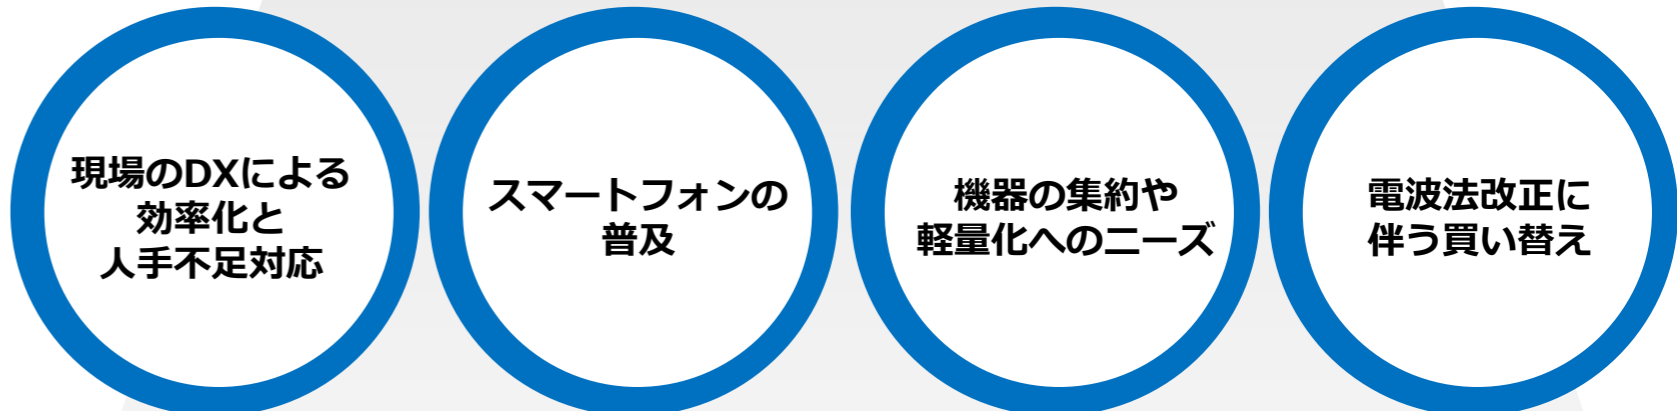 現場のDXによる
効率化と
人手不足対応
スマートフォンの
普及
機器の集約や
軽量化へのニーズ
電波法改正に
伴う買い替え